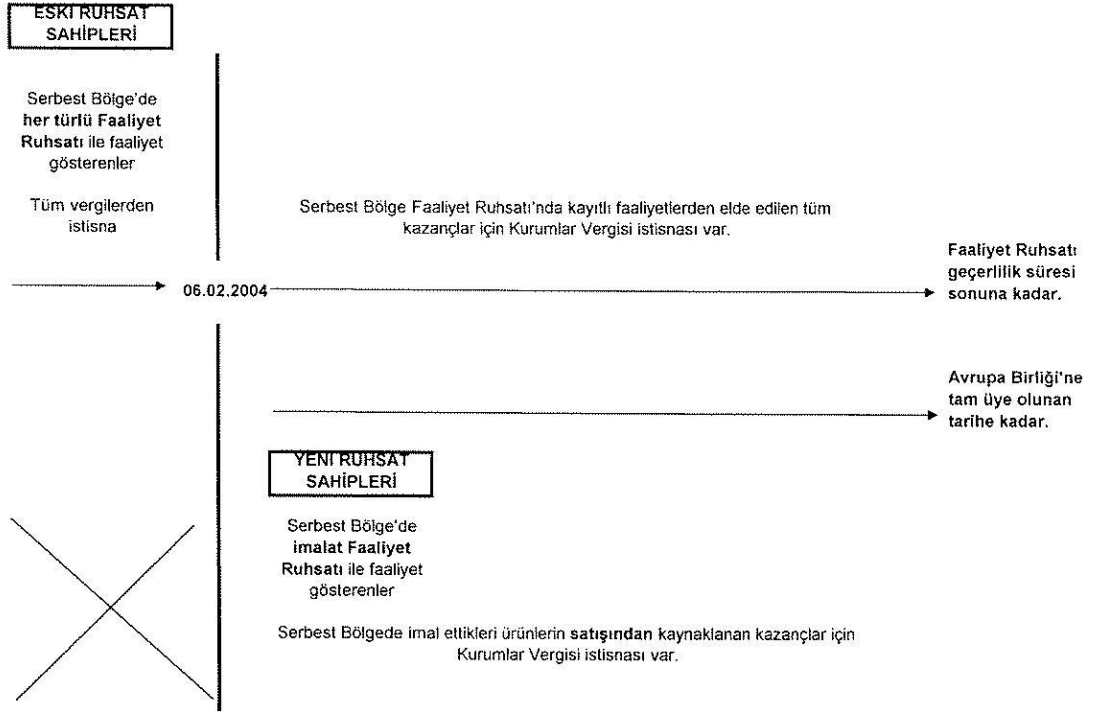 ESKİ RUHSAT
SAHİPLERİ
Serbest Bölge'de
her türlü Faaliyet
Ruhsatı ile faaliyet
gösterenler
Tüm vergilerden
istisna
Serbest Bölge Faaliyet Ruhsatı'nda kayıtlı faaliyetlerden elde edilen tüm
kazançlar için Kurumlar Vergisi istisnası var.
06.02.2004
Faaliyet Ruhsatı
geçerlilik süresi
sonuna kadar.
Avrupa Birliği'ne
tam üye olunan
tarihe kadar.
YENİ RUHSAT
SAHİPLERİ
Serbest Bölge'de
imalat Faaliyet
Ruhsatı ile faaliyet
gösterenler
Serbest Bölgede imal ettikleri ürünlerin satışından kaynaklanan kazançlar için
Kurumlar Vergisi istisnası var.